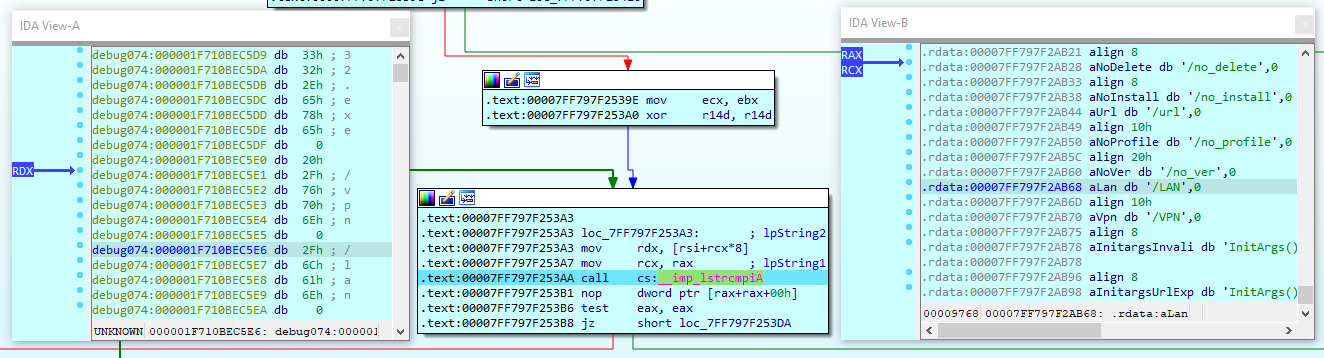 IDA View-A
debug074:000001F710BEC5D9 db 33h ; 3
debug074:000001F710BEC5DA db 32h ; 2
debug074:000001F710BEC5DB db 2Eh ; .
debug074:000001F710BEC5DC db 65h ; e
debug074:000001F710BEC5DD db 78h ; x
debug074:000001F710BEC5DE db 65h ; e
debug074:000001F710BEC5DF db 0
debug074:000001F710BEC5E0 db 20h
RDX
debug074:000001F710BEC5E1 db 2Fh ; /
debug074:000001F710BEC5E2 db 76h ; v
debug074:000001F710BEC5E3 db 70h ; p
debug074:000001F710BEC5E4 db 6Eh ; n
debug074:000001F710BEC5E5 db 0
debug074:000001F710BEC5E6 db 2Fh ; /
debug074:000001F710BEC5E7 db 6Ch ; l
debug074:000001F710BEC5E8 db 61h ; a
debug074:000001F710BEC5E9 db 6Eh ; n
debug074:000001F710BEC5EA db 0
UNKNOWN 000001F710BEC5E6: debug074:000001
.text:00007FF797F2539E mov ecx, ebx
.text:00007FF797F253A0 xor r14d, r14d
.text:00007FF797F253A3
.text:00007FF797F253A3 loc_7FF797F253A3: ; lpString2
.text:00007FF797F253A3 mov rdx, [rsi+rcx*8]
.text:00007FF797F253A7 mov rcx, rax ; lpString1
.text:00007FF797F253AA call cs:__imp_lstrcmpiA
.text:00007FF797F253B1 nop dword ptr [rax+rax+00h]
.text:00007FF797F253B6 test eax, eax
.text:00007FF797F253B8 jz short loc_7FF797F253DA
IDA View-B
RAX
RCX
.rdata:00007FF797F2AB21 align 8
.rdata:00007FF797F2AB28 aNoDelete db '/no_delete',0
.rdata:00007FF797F2AB33 align 8
.rdata:00007FF797F2AB38 aNoInstall db '/no_install',0
.rdata:00007FF797F2AB44 aUrl db '/url',0
.rdata:00007FF797F2AB49 align 10h
.rdata:00007FF797F2AB50 aNoProfile db '/no_profile',0
.rdata:00007FF797F2AB5C align 20h
.rdata:00007FF797F2AB60 aNoVer db '/no_ver',0
.rdata:00007FF797F2AB68 aLan db '/LAN',0
.rdata:00007FF797F2AB6D align 10h
.rdata:00007FF797F2AB70 aVpn db '/VPN',0
.rdata:00007FF797F2AB75 align 8
.rdata:00007FF797F2AB78 aInitargsInvali db 'InitArgs()
.rdata:00007FF797F2AB78
.rdata:00007FF797F2AB96 align 8
.rdata:00007FF797F2AB98 aInitargsUrlExp db 'InitArgs()
00009768 00007FF797F2AB68: .rdata:aLan